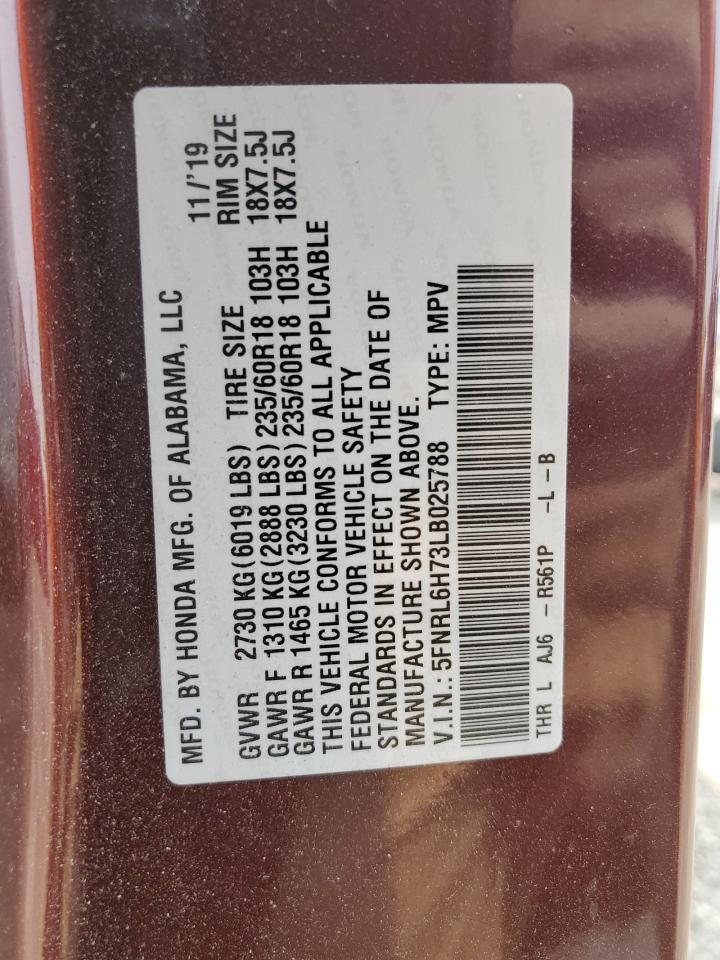 MFD. BY HONDA MFG. OF ALABAMA, LLC 11/'19
GVWR 2730 KG(6019 LBS) TIRE SIZE RIM SIZE
GAWR F 1310 KG(2888 LBS) 235/60R18 103H 18X7.5J
GAWR R 1465 KG(3230 LBS) 235/60R18 103H 18X7.5J
THIS VEHICLE CONFORMS TO ALL APPLICABLE
FEDERAL MOTOR VEHICLE SAFETY
STANDARDS IN EFFECT ON THE DATE OF
MANUFACTURE SHOWN ABOVE.
V.I.N.: 5FNRL6H73LB025788 TYPE: MPV
THR L AJ6 - R561P -L-B